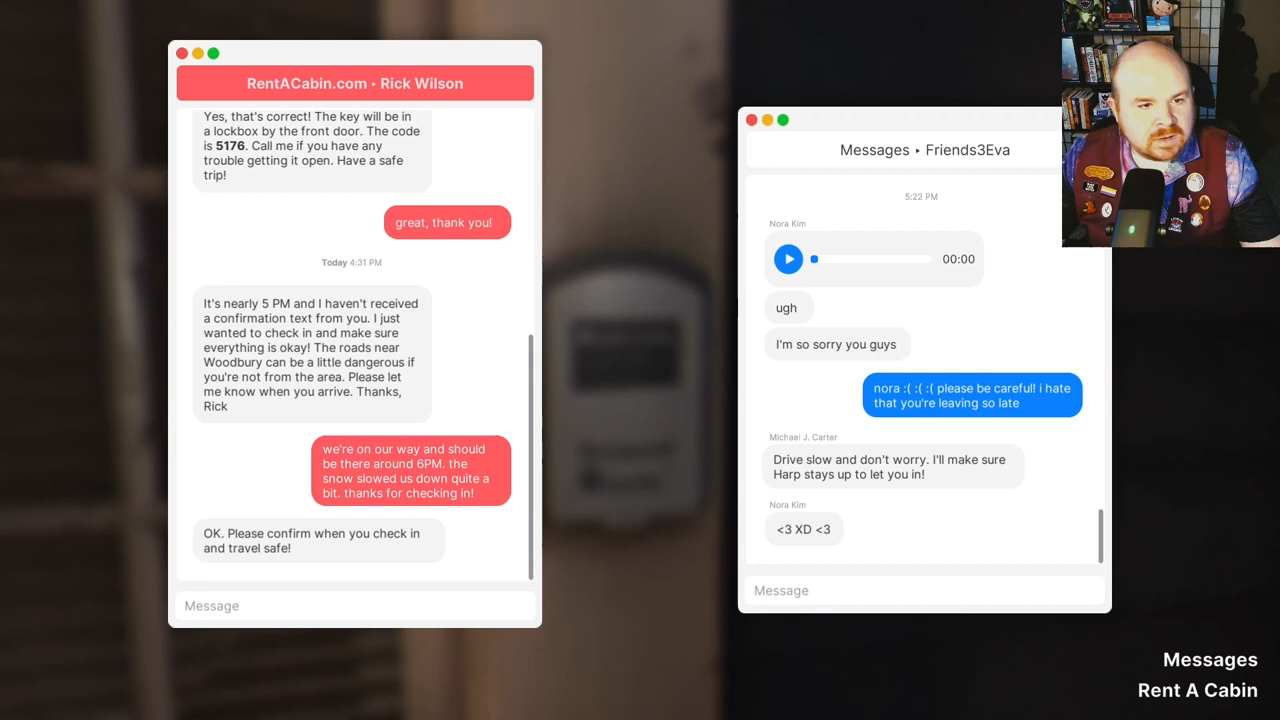 RentACabin.com ▸ Rick Wilson
Yes, that's correct! The key will be in
a lockbox by the front door. The code
is 5176. Call me if you have any
trouble getting it open. Have a safe
trip!
great, thank you!
Today 4:31 PM
It's nearly 5 PM and I haven't received
a confirmation text from you. I just
wanted to check in and make sure
everything is okay! The roads near
Woodbury can be a little dangerous if
you're not from the area. Please let
me know when you arrive. Thanks,
Rick
we're on our way and should
be there around 6PM. the
snow slowed us down quite a
bit. thanks for checking in!
OK. Please confirm when you check in
and travel safe!
Message
Messages ▸ Friends3Eva
5:22 PM
Nora Kim
00:00
ugh
I'm so sorry you guys
nora :( :( :( please be careful! i hate
that you're leaving so late
Michael J. Carter
Drive slow and don't worry. I'll make sure
Harp stays up to let you in!
Nora Kim
<3 XD <3
Message
Messages
Rent A Cabin